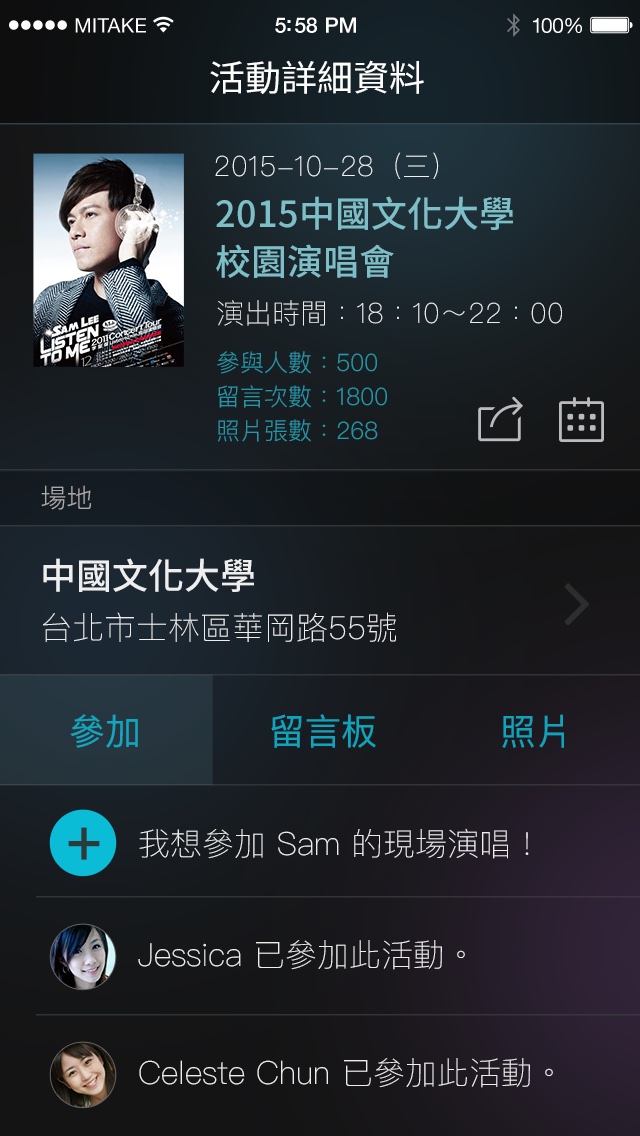 MITAKE
5:58 PM
100%
活動詳細資料
2015-10-28（三）
2015中國文化大學
校園演唱會
演出時間：18：10～22：00
參與人數：500
留言次數：1800
照片張數：268
SAM LEE
LISTEN
TO ME
2011 Concert Tour
場地
中國文化大學
台北市士林區華岡路55號
參加
留言板
照片
我想參加 Sam 的現場演唱！
Jessica 已參加此活動。
Celeste Chun 已參加此活動。